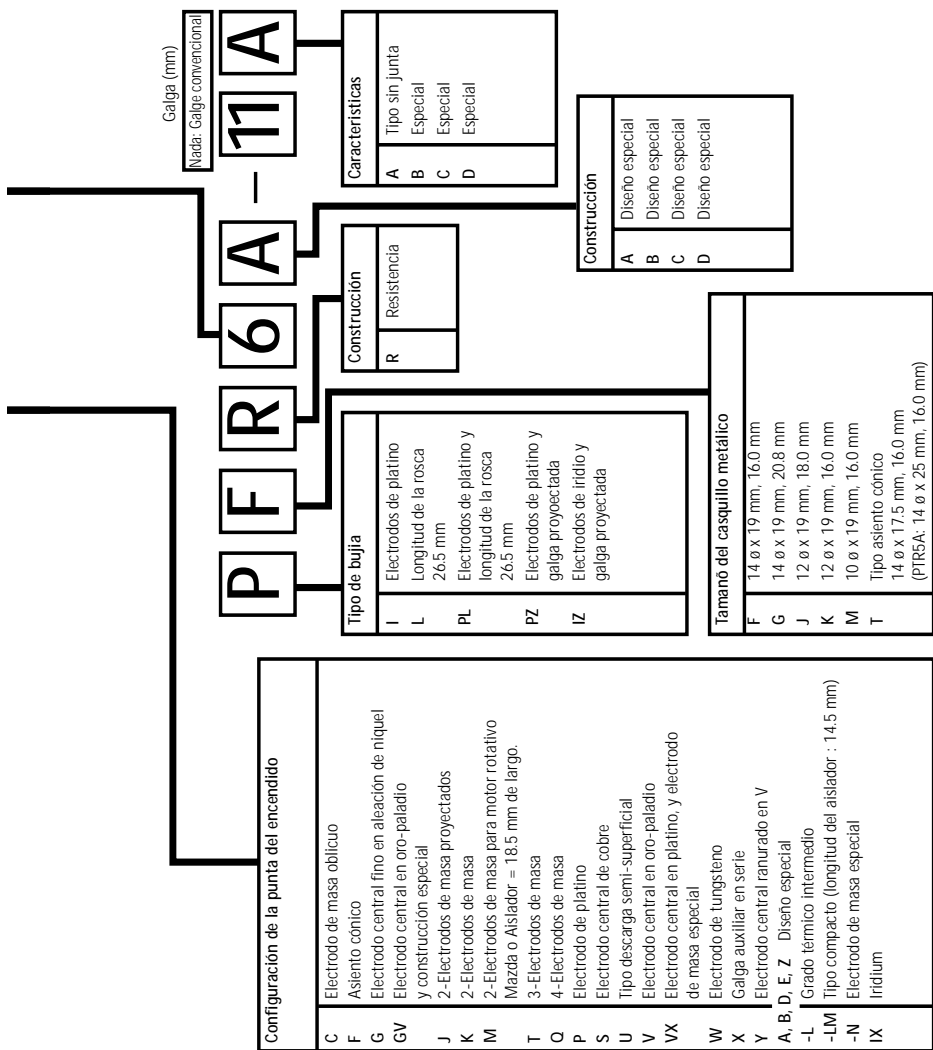 Galga (mm)
Nada: Galge convencional
P F R 6 A – 11 A
Tipo de bujia
I Electrodos de platino
L Longitud de la rosca
26.5 mm
PL Electrodos de platino y
longitud de la rosca
26.5 mm
PZ Electrodos de platino y
galga proyoectada
IZ Electrodos de iridio y
galga proyectada
Construcción
R Resistencia
Caracteristicas
A Tipo sin junta
B Especial
C Especial
D Especial
Construcción
A Diseño especial
B Diseño especial
C Diseño especial
D Diseño especial
Tamanõ del casquillo metálico
F 14 ø x 19 mm, 16.0 mm
G 14 ø x 19 mm, 20.8 mm
J 12 ø x 19 mm, 18.0 mm
K 12 ø x 19 mm, 16.0 mm
M 10 ø x 19 mm, 16.0 mm
T Tipo asiento cónico
14 ø x 17.5 mm, 16.0 mm
(PTR5A: 14 ø x 25 mm, 16.0 mm)
Configuración de la punta del encendido
C Electrodo de masa oblicuo
F Asiento cónico
G Electrodo central fino en aleación de niquel
GV Electrodo central en oro-paladio
y construcción especial
J 2-Electrodos de masa proyectados
K 2-Electrodos de masa
M 2-Electrodos de masa para motor rotativo
Mazda o Aislador = 18.5 mm de largo.
T 3-Electrodos de masa
Q 4-Electrodos de masa
P Electrodo de platino
S Electrodo central de cobre
U Tipo descarga semi-superficial
V Electrodo central en oro-paladio
VX Electrodo central en platino, y electrodo
de masa especial
W Electrodo de tungsteno
X Galga auxiliar en serie
Y Electrodo central ranurado en V
A, B, D, E, Z Diseño especial
-L Grado térmico intermedio
-LM Tipo compacto (longitud del aislador : 14.5 mm)
-N Electrodo de masa especial
IX Iridium